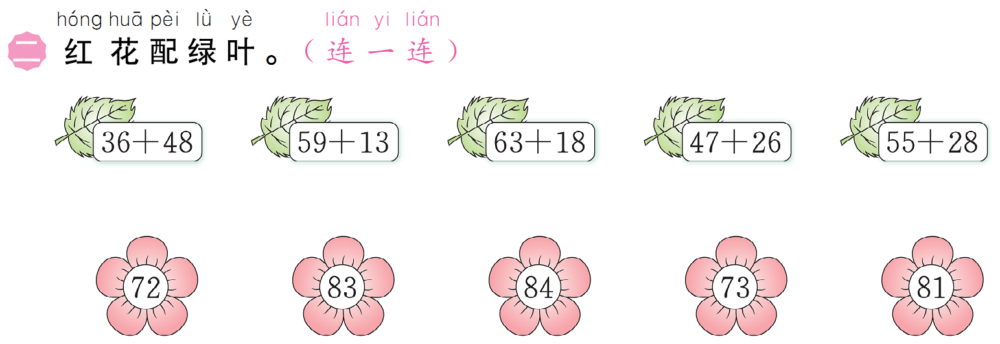 hóng huā pèi lǜ yè lián yi lián
二 红花配绿叶。(连一连)
36+48 59+13 63+18 47+26 55+28
72 83 84 73 81